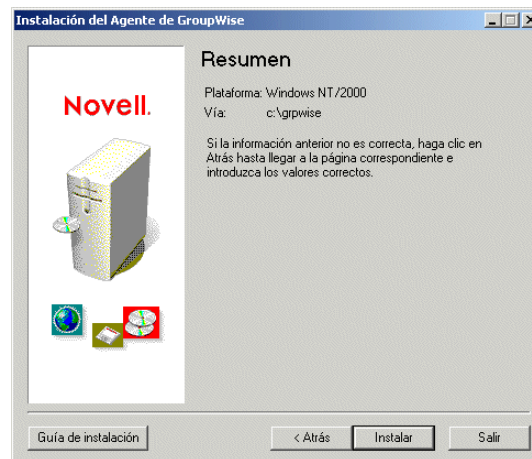 Instalación del Agente de GroupWise
Novell.
Resumen
Plataforma: Windows NT/2000
Vía: c:\grpwise
Si la información anterior no es correcta, haga clic en
Atrás hasta llegar a la página correspondiente e
introduzca los valores correctos.
Guía de instalación
< Atrás
Instalar
Salir